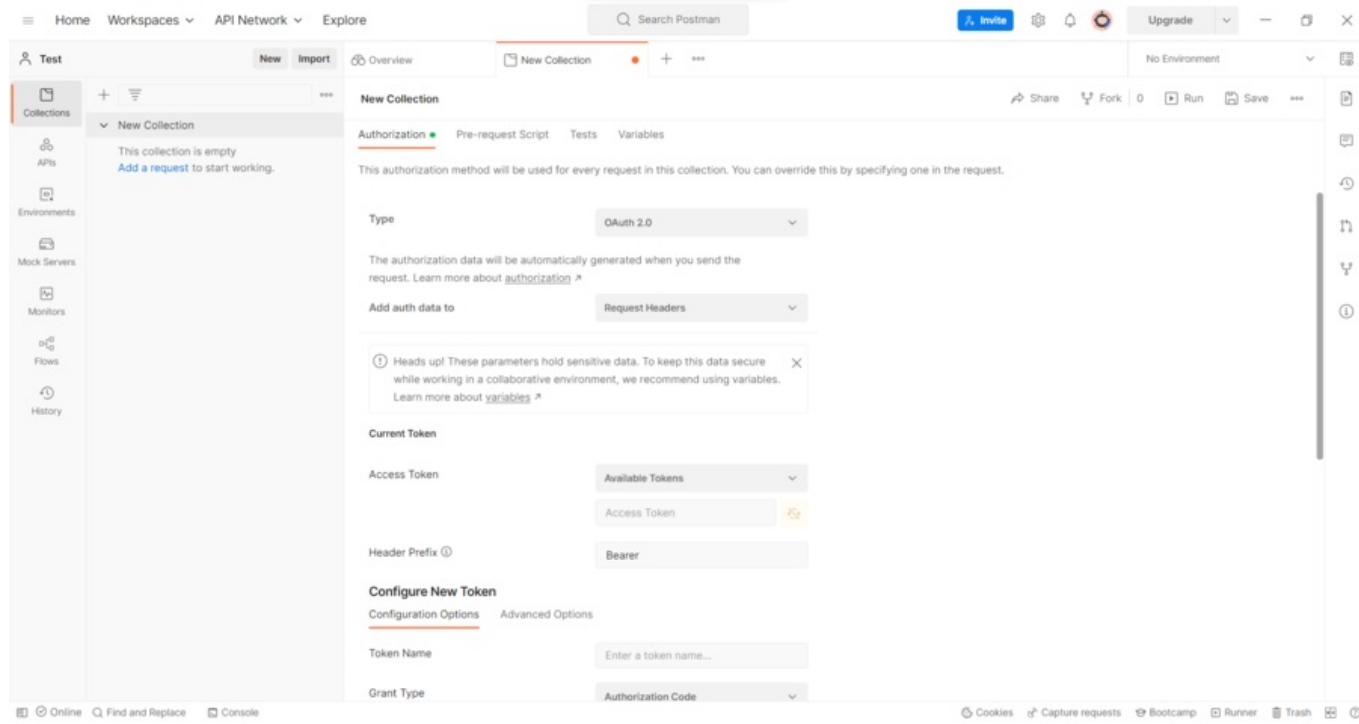 Home Workspaces API Network Explore Search Postman Invite Upgrade
Test New Import Overview New Collection No Environment
Collections
APIs
Environments
Mock Servers
Monitors
Flows
History
New Collection
This collection is empty
Add a request to start working.
New Collection Share Fork 0 Run Save
Authorization Pre-request Script Tests Variables
This authorization method will be used for every request in this collection. You can override this by specifying one in the request.
Type OAuth 2.0
The authorization data will be automatically generated when you send the
request. Learn more about authorization ↗
Add auth data to Request Headers
Heads up! These parameters hold sensitive data. To keep this data secure
while working in a collaborative environment, we recommend using variables.
Learn more about variables ↗
Current Token
Access Token Available Tokens
Access Token
Header Prefix Bearer
Configure New Token
Configuration Options Advanced Options
Token Name Enter a token name...
Grant Type Authorization Code
Online Find and Replace Console Cookies Capture requests Bootcamp Runner Trash